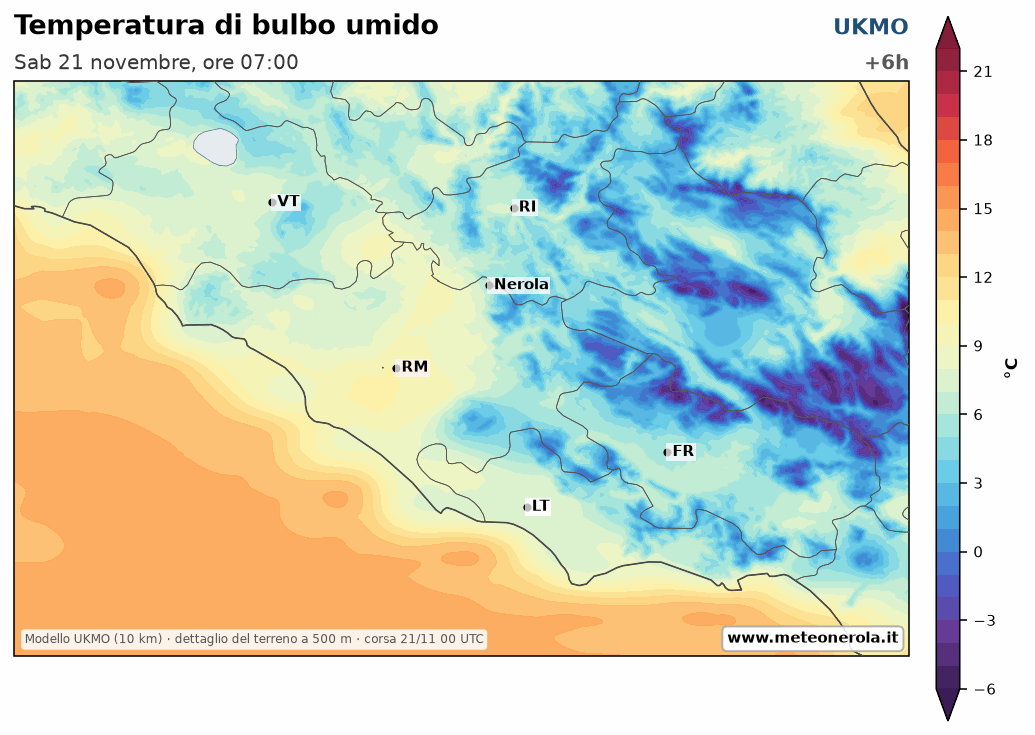 Temperatura di bulbo umido
UKMO
Sab 21 novembre, ore 07:00
+6h
VT
RI
Nerola
RM
FR
LT
21
18
15
12
9
6
3
0
−3
−6
°C
Modello UKMO (10 km) · dettaglio del terreno a 500 m · corsa 21/11 00 UTC
www.meteonerola.it